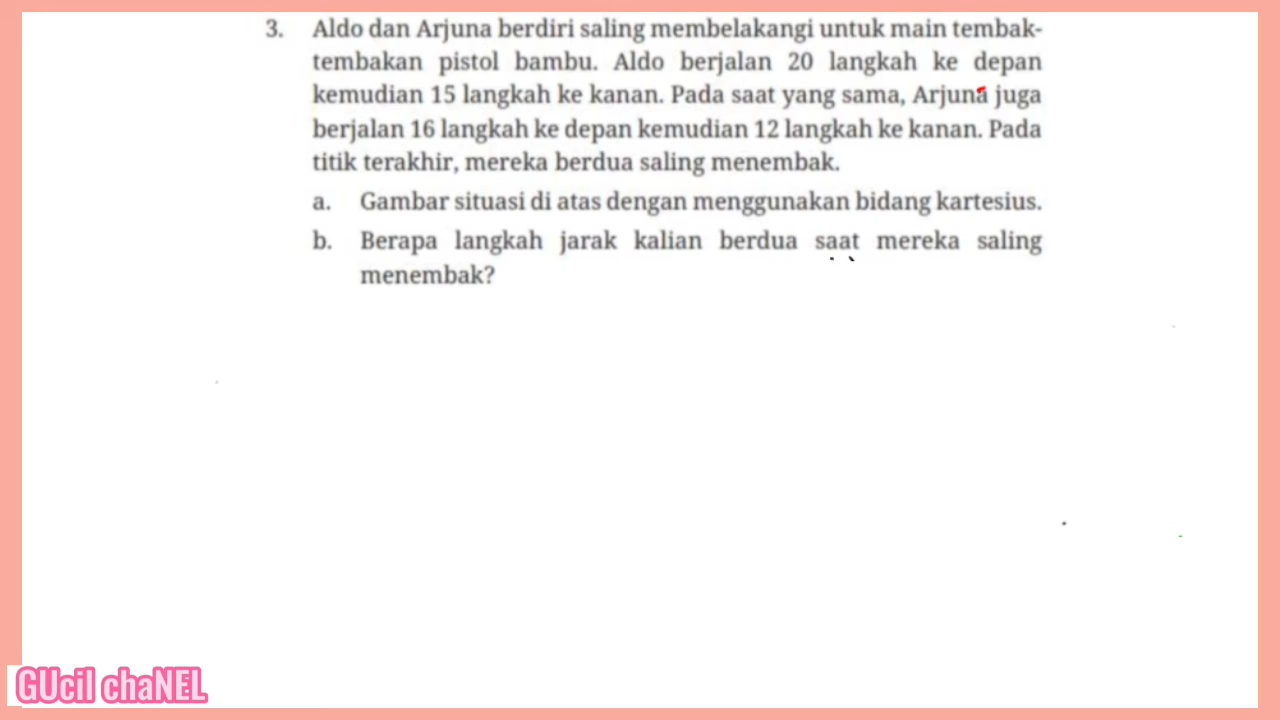 3. Aldo dan Arjuna berdiri saling membelakangi untuk main tembak-
tembakan pistol bambu. Aldo berjalan 20 langkah ke depan
kemudian 15 langkah ke kanan. Pada saat yang sama, Arjuna juga
berjalan 16 langkah ke depan kemudian 12 langkah ke kanan. Pada
titik terakhir, mereka berdua saling menembak.
a. Gambar situasi di atas dengan menggunakan bidang kartesius.
b. Berapa langkah jarak kalian berdua saat mereka saling
menembak?
GUcil chaNEL